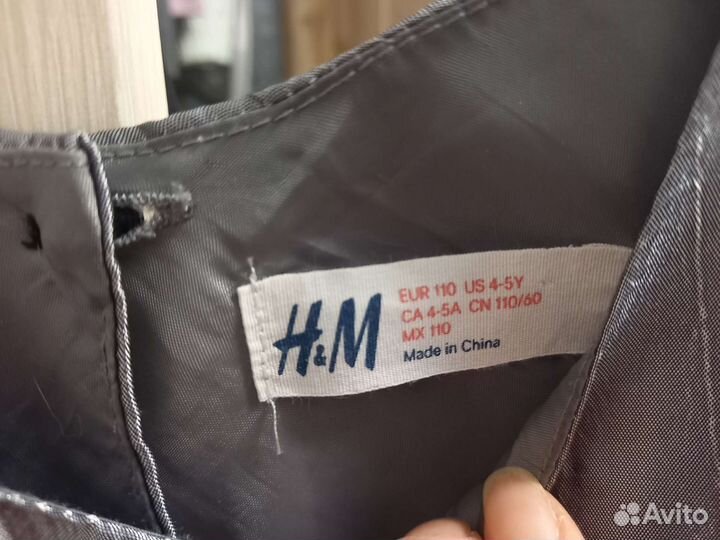 H&M
EUR 110 US 4-5Y
CA 4-5A CN 110/60
MX 110
Made in China
Avito